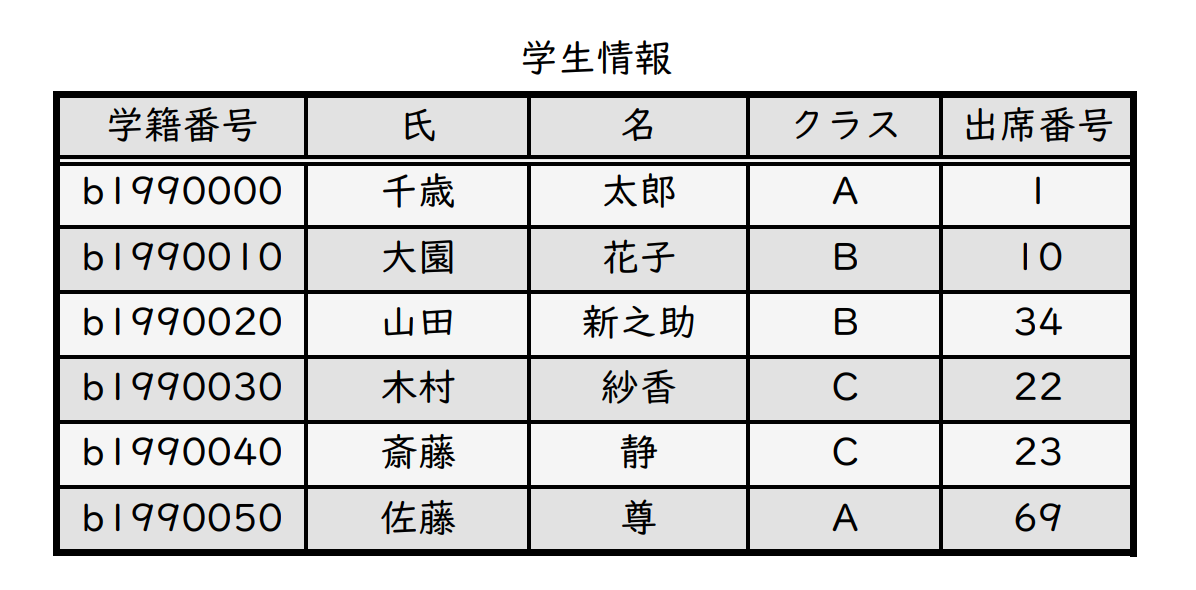 学生情報
学籍番号 氏 名 クラス 出席番号
b1990000 千歳 太郎 A 1
b1990010 大園 花子 B 10
b1990020 山田 新之助 B 34
b1990030 木村 紗香 C 22
b1990040 斎藤 静 C 23
b1990050 佐藤 尊 A 69